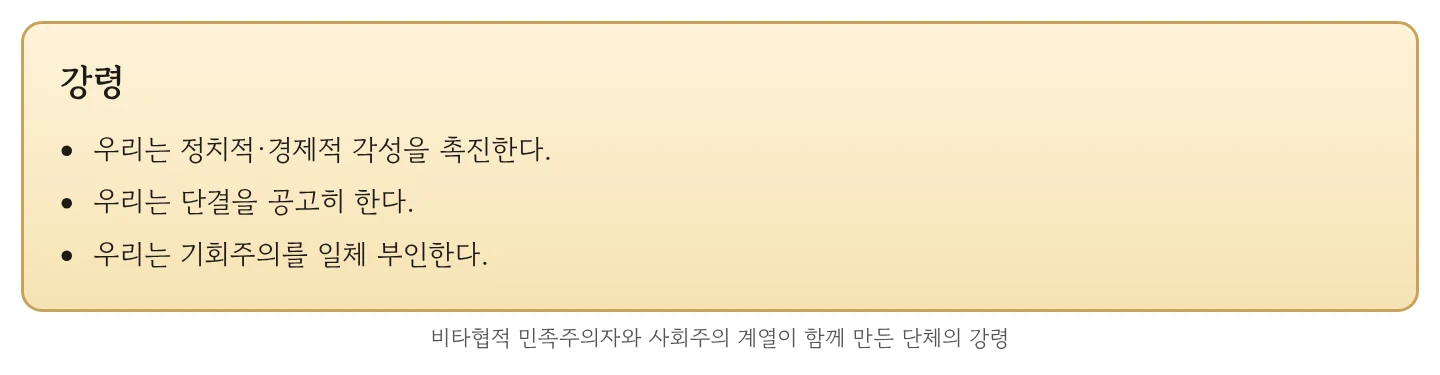 강령
• 우리는 정치적·경제적 각성을 촉진한다.
• 우리는 단결을 공고히 한다.
• 우리는 기회주의를 일체 부인한다.
비타협적 민족주의자와 사회주의 계열이 함께 만든 단체의 강령